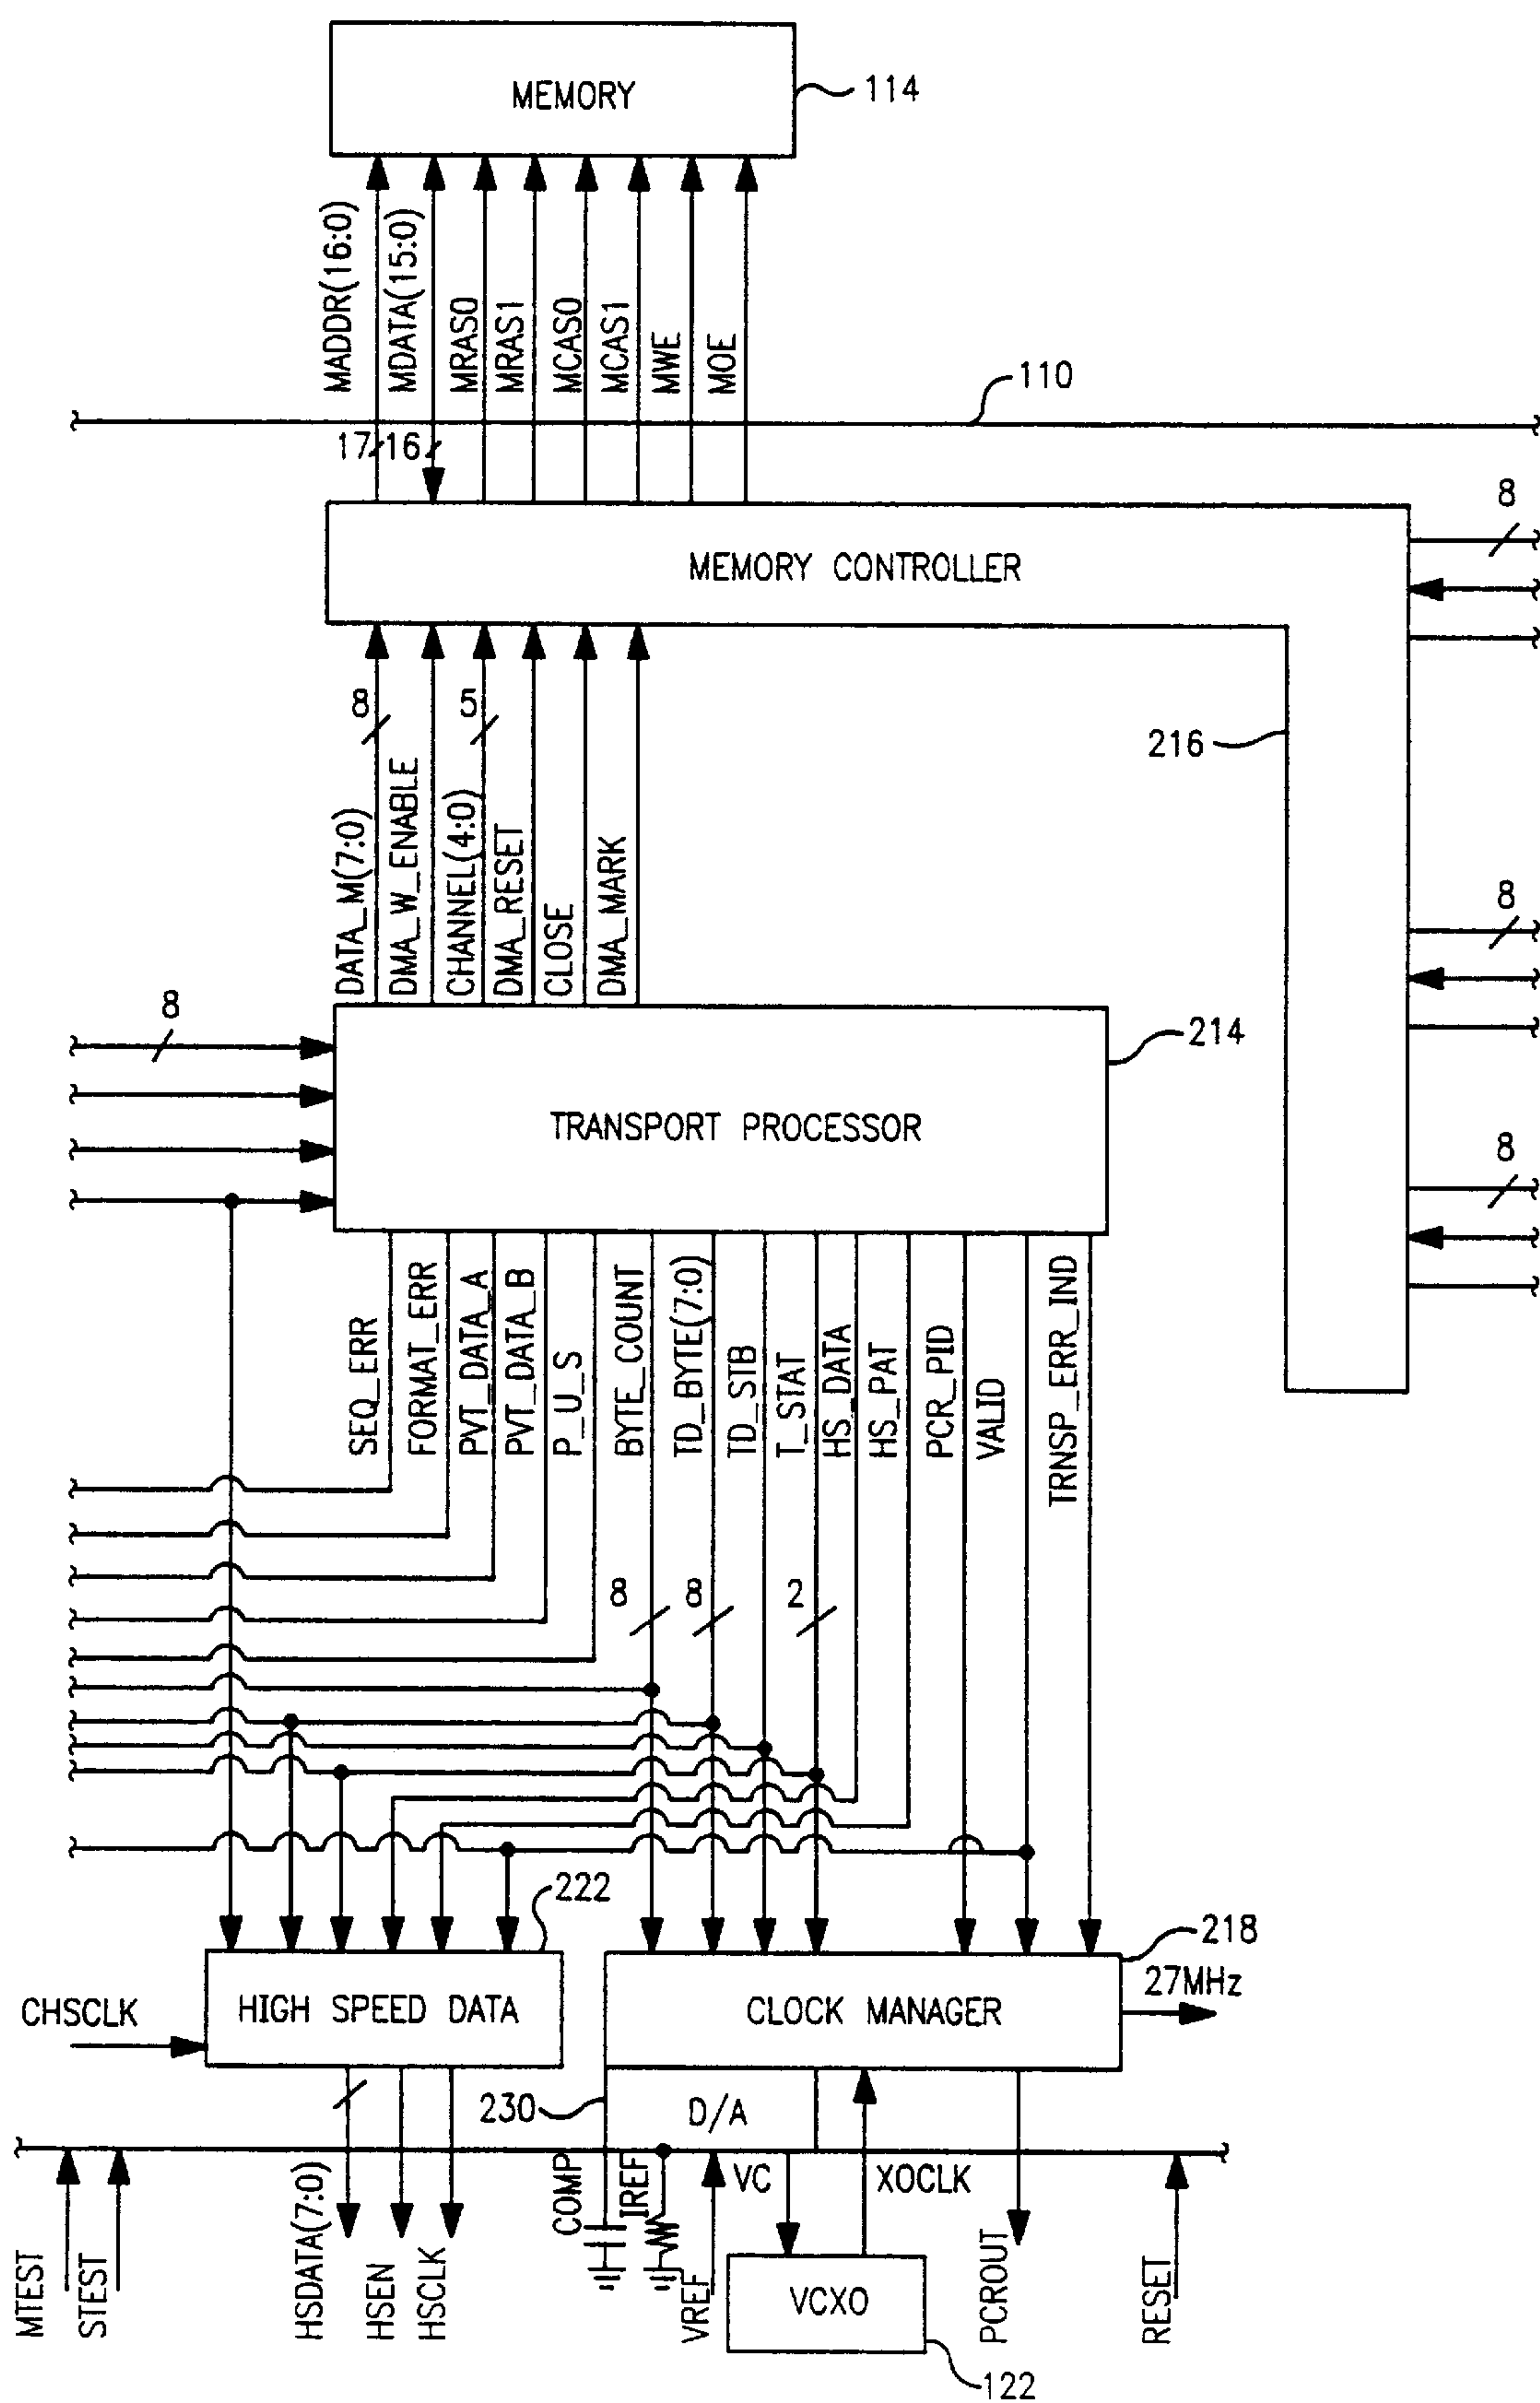 MEMORY
114
MADDR(16:0)
MDATA(15:0)
MRAS0
MRAS1
MCAS0
MCAS1
MWE
MOE
110
17
16
MEMORY CONTROLLER
8
216
8
5
DATA_M(7:0)
DMA_W_ENABLE
CHANNEL(4:0)
DMA_RESET
CLOSE
DMA_MARK
8
8
214
TRANSPORT PROCESSOR
8
SEQ_ERR
FORMAT_ERR
PVT_DATA_A
PVT_DATA_B
P_U_S
BYTE_COUNT
TD_BYTE(7:0)
TD_STB
T_STAT
HS_DATA
HS_PAT
PCR_PID
VALID
TRNSP_ERR_IND
8
8
2
222
218
CHSCLK
HIGH SPEED DATA
CLOCK MANAGER
27MHz
230
D/A
MTEST
STEST
HSDATA(7:0)
HSEN
HSCLK
COMP
IREF
VREF
VC
XOCLK
VCXO
PCROUT
RESET
122